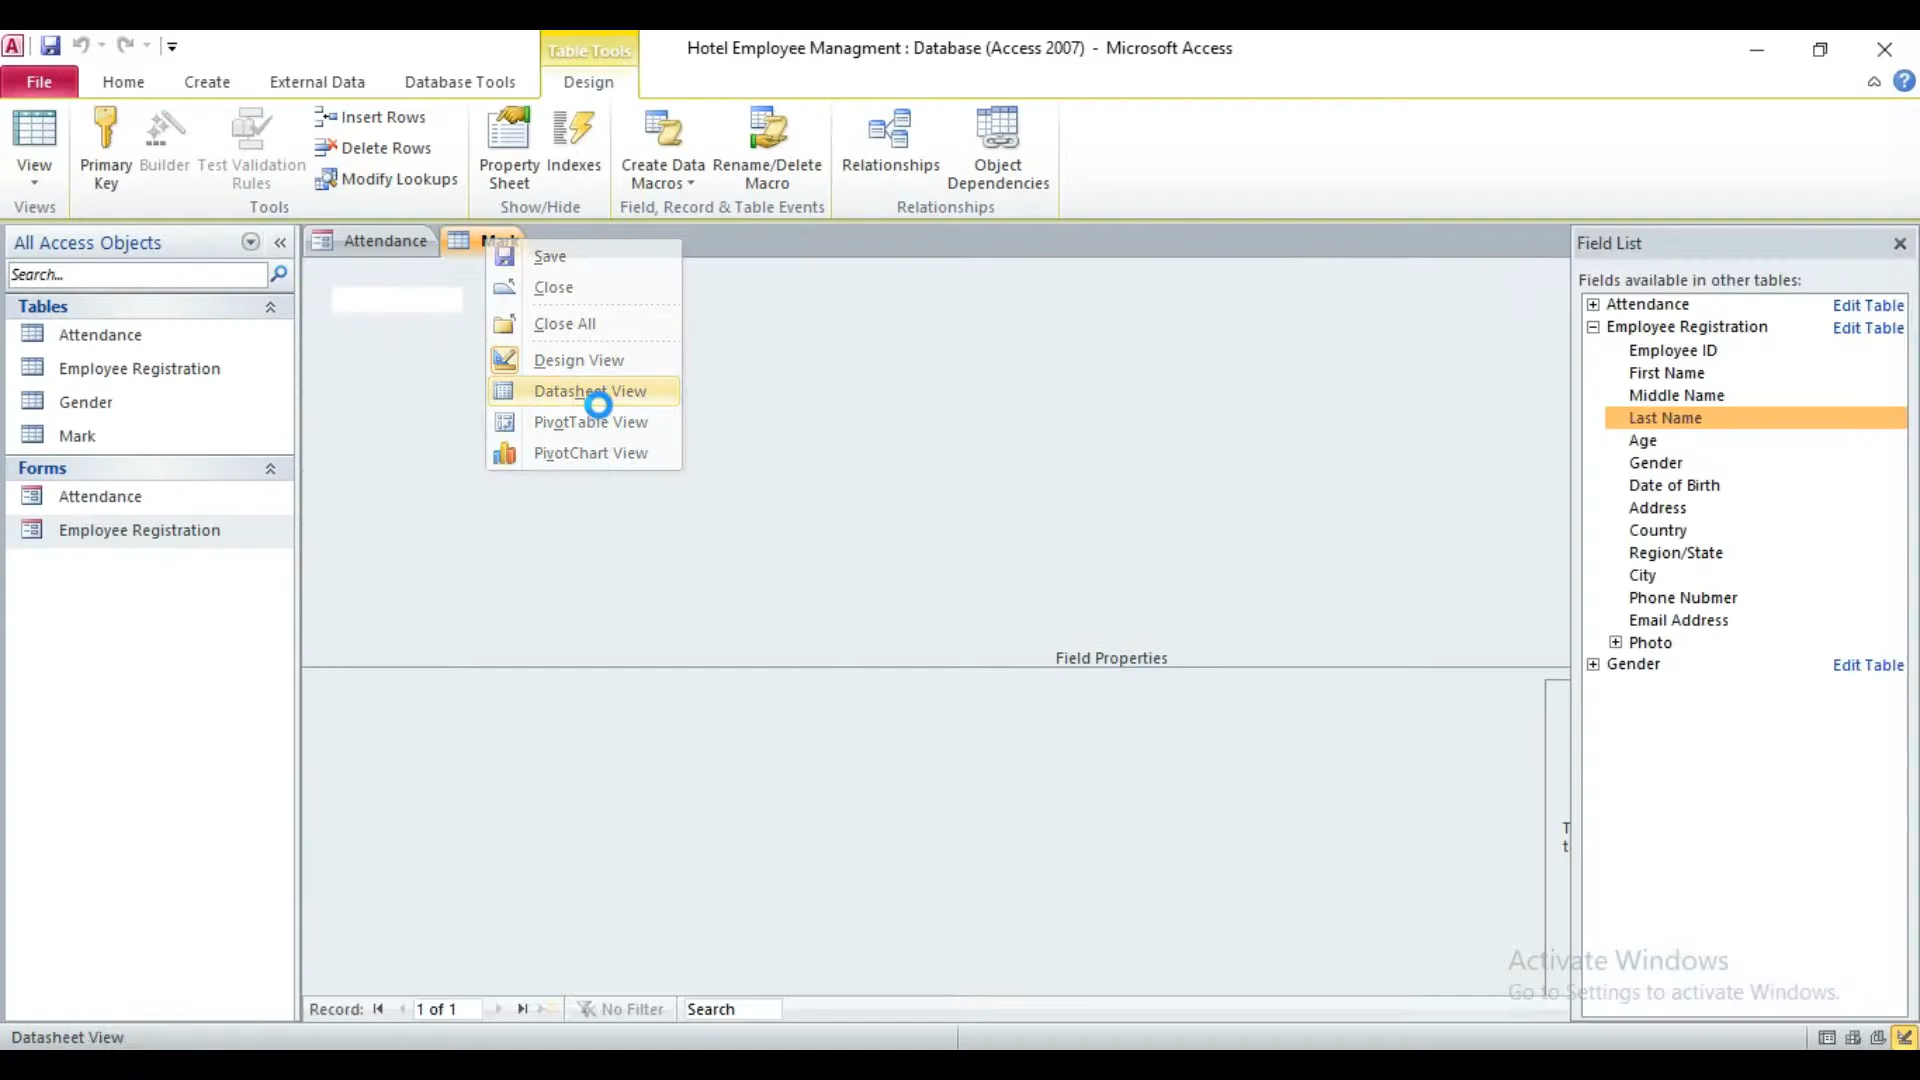 Table Tools
Hotel Employee Managment : Database (Access 2007) - Microsoft Access
File Home Create External Data Database Tools Design
View
Primary Key
Builder
Test Validation Rules
Insert Rows
Delete Rows
Modify Lookups
Property Sheet
Indexes
Create Data Macros
Rename/Delete Macro
Relationships
Object Dependencies
Views
Tools
Show/Hide
Field, Record & Table Events
Relationships
All Access Objects
Search...
Tables
Attendance
Employee Registration
Gender
Mark
Forms
Attendance
Employee Registration
Attendance
Mark
Save
Close
Close All
Design View
Datasheet View
PivotTable View
PivotChart View
Field Properties
Field List
Fields available in other tables:
Attendance Edit Table
Employee Registration Edit Table
Employee ID
First Name
Middle Name
Last Name
Age
Gender
Date of Birth
Address
Country
Region/State
City
Phone Nubmer
Email Address
Photo
Gender Edit Table
T
t
Activate Windows
Go to Settings to activate Windows.
Record: 1 of 1 No Filter Search
Datasheet View